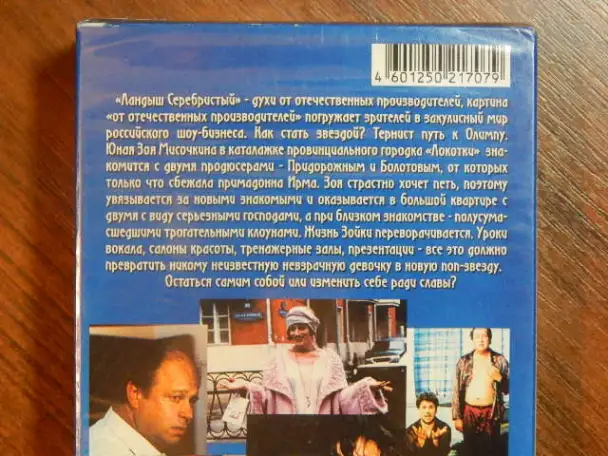 4 601250 217079
«Ландыш Серебристый» - духи от отечественных производителей, картина
«от отечественных производителей» погружает зрителей в закулисный мир
российского шоу-бизнеса. Как стать звездой? Тернист путь к Олимпу.
Юная Зоя Мисочкина в каталажке провинциального городка «Локотки» зна-
комится с двумя продюсерами - Придорожным и Болотовым, от которых
только что сбежала примадонна Ирма. Зоя страстно хочет петь, поэтому
увязывается за новыми знакомыми и оказывается в большой квартире с
двумя с виду серьезными господами, а при близком знакомстве - полусума-
сшедшими трогательными клоунами. Жизнь Зойки переворачивается. Уроки
вокала, салоны красоты, тренажерные залы, презентации - все это должно
превратить никому неизвестную невзрачную девочку в новую поп-звезду.
Остаться самим собой или изменить себе ради славы?